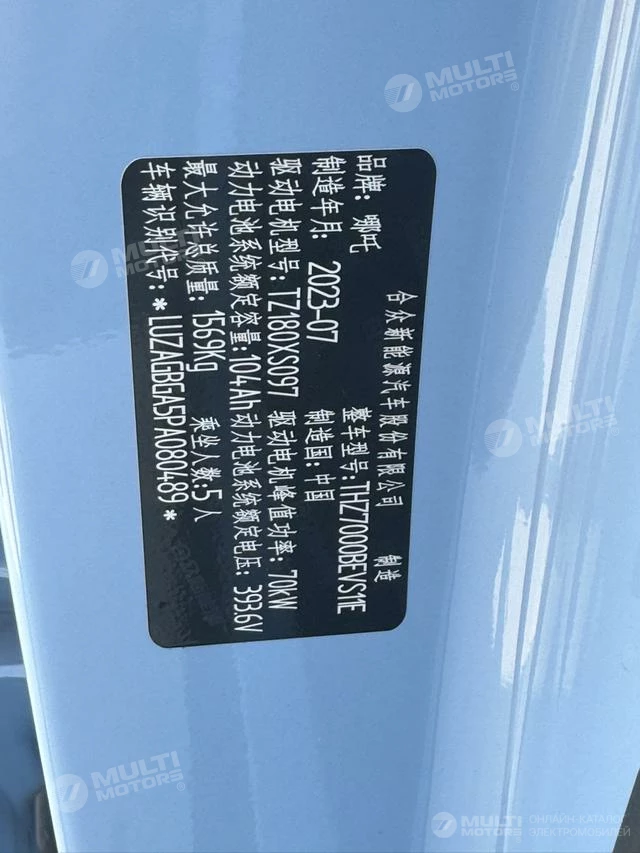 合众新能源汽车股份有限公司 制造
品牌: 哪吒 整车型号: THZ7000BEVS11E
制造年月: 2023-07 制造国: 中国
驱动电机型号: TZ180XS097 驱动电机峰值功率: 70kW
动力电池系统额定容量: 104Ah 动力电池系统额定电压: 393.6V
最大允许总质量: 1569Kg 乘坐人数: 5人
车辆识别代号: *LUZAGBGA5PA080489*
MULTI MOTORS
MULTI MOTORS
MULTI MOTORS
MULTI MOTORS
MULTI MOTORS ОНЛАЙН-КАТАЛОГ ЭЛЕКТРОМОБИЛЕЙ